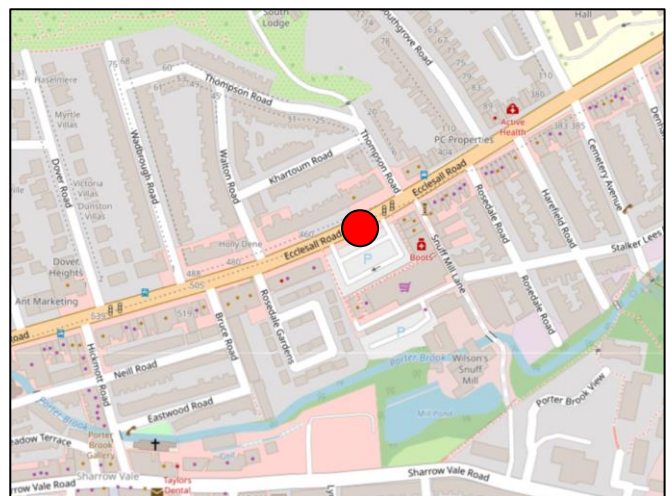 South
Lodge
Hall
Southgrove Road
Thompson Road
Thompson Road
Myrtle
Villas
Dover Road
Wadbrough Road
Walton Road
Khartoum Road
Victoria
Villas
Dunston
Villas
Active
Health
PC Properties
Ecclesall Road
Cemetery Avenue
Harefield Road
Rosedale Road
Holly Dene
Ecclesall Road
P
Boots
Snuff Mill Lane
Stalker Lees
Dover
Heights
Ant Marketing
Rosedale Gardens
Rosedale Road
Bruce Road
Hickmott Road
Neill Road
P
Porter Brook
Wilson's
Snuff
Mill
Eastwood Road
Mill Pond
Porter Brook View
Porter
Brook
Gallery
Sharrow Vale
Sharrow Vale Road
Taylors
Dental